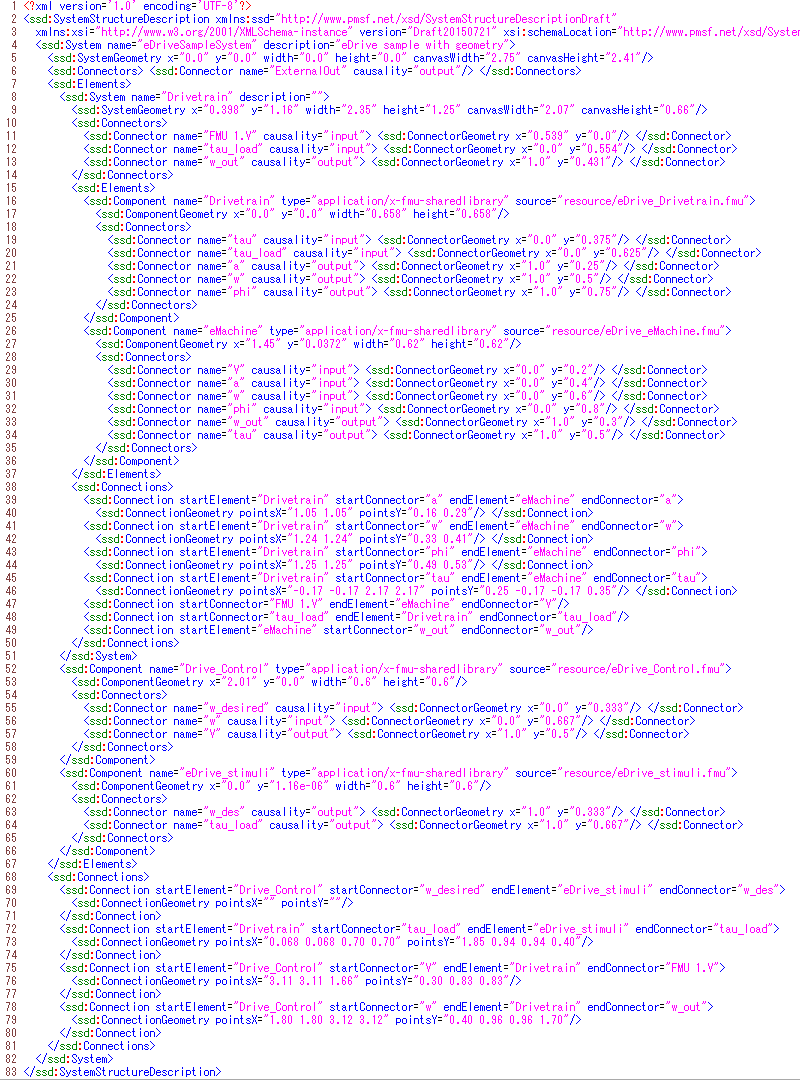 1 <?xml version='1.0' encoding='UTF-8'?>
2 <ssd:SystemStructureDescription xmlns:ssd="http://www.pmsf.net/xsd/SystemStructureDescriptionDraft"
3 xmlns:xsi="http://www.w3.org/2001/XMLSchema-instance" version="Draft20150721" xsi:schemaLocation="http://www.pmsf.net/xsd/System
4 <ssd:System name="eDriveSampleSystem" description="eDrive sample with geometry">
5 <ssd:SystemGeometry x="0.0" y="0.0" width="0.0" height="0.0" canvasWidth="2.75" canvasHeight="2.41"/>
6 <ssd:Connectors> <ssd:Connector name="ExternalOut" causality="output"/> </ssd:Connectors>
7 <ssd:Elements>
8 <ssd:System name="Drivetrain" description="">
9 <ssd:SystemGeometry x="0.398" y="1.16" width="2.35" height="1.25" canvasWidth="2.07" canvasHeight="0.66"/>
10 <ssd:Connectors>
11 <ssd:Connector name="FMU 1.V" causality="input"> <ssd:ConnectorGeometry x="0.539" y="0.0"/> </ssd:Connector>
12 <ssd:Connector name="tau_load" causality="input"> <ssd:ConnectorGeometry x="0.0" y="0.554"/> </ssd:Connector>
13 <ssd:Connector name="w_out" causality="output"> <ssd:ConnectorGeometry x="1.0" y="0.431"/> </ssd:Connector>
14 </ssd:Connectors>
15 <ssd:Elements>
16 <ssd:Component name="Drivetrain" type="application/x-fmu-sharedlibrary" source="resource/eDrive_Drivetrain.fmu">
17 <ssd:ComponentGeometry x="0.0" y="0.0" width="0.658" height="0.658"/>
18 <ssd:Connectors>
19 <ssd:Connector name="tau" causality="input"> <ssd:ConnectorGeometry x="0.0" y="0.375"/> </ssd:Connector>
20 <ssd:Connector name="tau_load" causality="input"> <ssd:ConnectorGeometry x="0.0" y="0.625"/> </ssd:Connector>
21 <ssd:Connector name="a" causality="output"> <ssd:ConnectorGeometry x="1.0" y="0.25"/> </ssd:Connector>
22 <ssd:Connector name="w" causality="output"> <ssd:ConnectorGeometry x="1.0" y="0.5"/> </ssd:Connector>
23 <ssd:Connector name="phi" causality="output"> <ssd:ConnectorGeometry x="1.0" y="0.75"/> </ssd:Connector>
24 </ssd:Connectors>
25 </ssd:Component>
26 <ssd:Component name="eMachine" type="application/x-fmu-sharedlibrary" source="resource/eDrive_eMachine.fmu">
27 <ssd:ComponentGeometry x="1.45" y="0.0372" width="0.62" height="0.62"/>
28 <ssd:Connectors>
29 <ssd:Connector name="V" causality="input"> <ssd:ConnectorGeometry x="0.0" y="0.2"/> </ssd:Connector>
30 <ssd:Connector name="a" causality="input"> <ssd:ConnectorGeometry x="0.0" y="0.4"/> </ssd:Connector>
31 <ssd:Connector name="w" causality="input"> <ssd:ConnectorGeometry x="0.0" y="0.6"/> </ssd:Connector>
32 <ssd:Connector name="phi" causality="input"> <ssd:ConnectorGeometry x="0.0" y="0.8"/> </ssd:Connector>
33 <ssd:Connector name="w_out" causality="output"> <ssd:ConnectorGeometry x="1.0" y="0.3"/> </ssd:Connector>
34 <ssd:Connector name="tau" causality="output"> <ssd:ConnectorGeometry x="1.0" y="0.5"/> </ssd:Connector>
35 </ssd:Connectors>
36 </ssd:Component>
37 </ssd:Elements>
38 <ssd:Connections>
39 <ssd:Connection startElement="Drivetrain" startConnector="a" endElement="eMachine" endConnector="a">
40 <ssd:ConnectionGeometry pointsX="1.05 1.05" pointsY="0.16 0.29"/> </ssd:Connection>
41 <ssd:Connection startElement="Drivetrain" startConnector="w" endElement="eMachine" endConnector="w">
42 <ssd:ConnectionGeometry pointsX="1.24 1.24" pointsY="0.33 0.41"/> </ssd:Connection>
43 <ssd:Connection startElement="Drivetrain" startConnector="phi" endElement="eMachine" endConnector="phi">
44 <ssd:ConnectionGeometry pointsX="1.25 1.25" pointsY="0.49 0.53"/> </ssd:Connection>
45 <ssd:Connection startElement="Drivetrain" startConnector="tau" endElement="eMachine" endConnector="tau">
46 <ssd:ConnectionGeometry pointsX="-0.17 -0.17 2.17 2.17" pointsY="0.25 -0.17 -0.17 0.35"/> </ssd:Connection>
47 <ssd:Connection startConnector="FMU 1.V" endElement="eMachine" endConnector="V"/>
48 <ssd:Connection startConnector="tau_load" endElement="Drivetrain" endConnector="tau_load"/>
49 <ssd:Connection startElement="eMachine" startConnector="w_out" endConnector="w_out"/>
50 </ssd:Connections>
51 </ssd:System>
52 <ssd:Component name="Drive_Control" type="application/x-fmu-sharedlibrary" source="resource/eDrive_Control.fmu">
53 <ssd:ComponentGeometry x="2.01" y="0.0" width="0.6" height="0.6"/>
54 <ssd:Connectors>
55 <ssd:Connector name="w_desired" causality="input"> <ssd:ConnectorGeometry x="0.0" y="0.333"/> </ssd:Connector>
56 <ssd:Connector name="w" causality="input"> <ssd:ConnectorGeometry x="0.0" y="0.667"/> </ssd:Connector>
57 <ssd:Connector name="V" causality="output"> <ssd:ConnectorGeometry x="1.0" y="0.5"/> </ssd:Connector>
58 </ssd:Connectors>
59 </ssd:Component>
60 <ssd:Component name="eDrive_stimuli" type="application/x-fmu-sharedlibrary" source="resource/eDrive_stimuli.fmu">
61 <ssd:ComponentGeometry x="0.0" y="1.16e-06" width="0.6" height="0.6"/>
62 <ssd:Connectors>
63 <ssd:Connector name="w_des" causality="output"> <ssd:ConnectorGeometry x="1.0" y="0.333"/> </ssd:Connector>
64 <ssd:Connector name="tau_load" causality="output"> <ssd:ConnectorGeometry x="1.0" y="0.667"/> </ssd:Connector>
65 </ssd:Connectors>
66 </ssd:Component>
67 </ssd:Elements>
68 <ssd:Connections>
69 <ssd:Connection startElement="Drive_Control" startConnector="w_desired" endElement="eDrive_stimuli" endConnector="w_des">
70 <ssd:ConnectionGeometry pointsX="" pointsY=""/>
71 </ssd:Connection>
72 <ssd:Connection startElement="Drivetrain" startConnector="tau_load" endElement="eDrive_stimuli" endConnector="tau_load">
73 <ssd:ConnectionGeometry pointsX="0.068 0.068 0.70 0.70" pointsY="1.85 0.94 0.94 0.40"/>
74 </ssd:Connection>
75 <ssd:Connection startElement="Drive_Control" startConnector="V" endElement="Drivetrain" endConnector="FMU 1.V">
76 <ssd:ConnectionGeometry pointsX="3.11 3.11 1.66" pointsY="0.30 0.83 0.83"/>
77 </ssd:Connection>
78 <ssd:Connection startElement="Drive_Control" startConnector="w" endElement="Drivetrain" endConnector="w_out">
79 <ssd:ConnectionGeometry pointsX="1.80 1.80 3.12 3.12" pointsY="0.40 0.96 0.96 1.70"/>
80 </ssd:Connection>
81 </ssd:Connections>
82 </ssd:System>
83 </ssd:SystemStructureDescription>